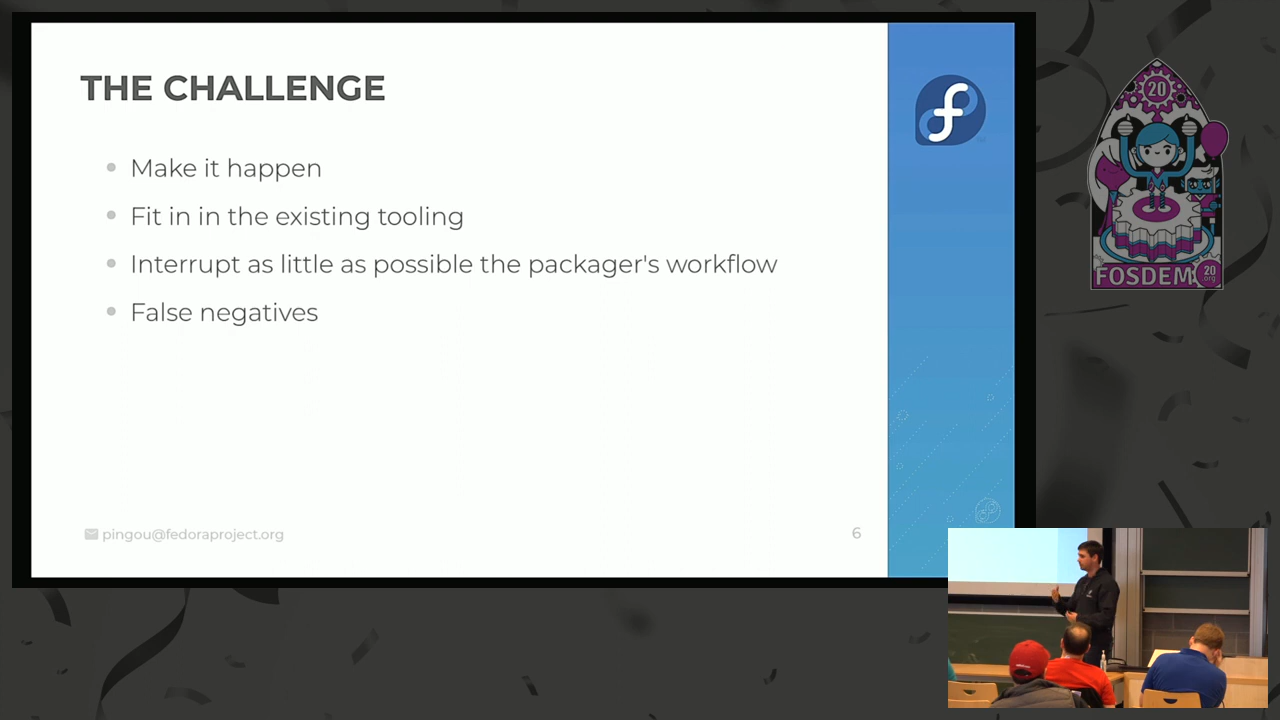 THE CHALLENGE
Make it happen
Fit in in the existing tooling
Interrupt as little as possible the packager's workflow
False negatives
pingou@fedoraproject.org
6
20
FOSDEM
20
.org